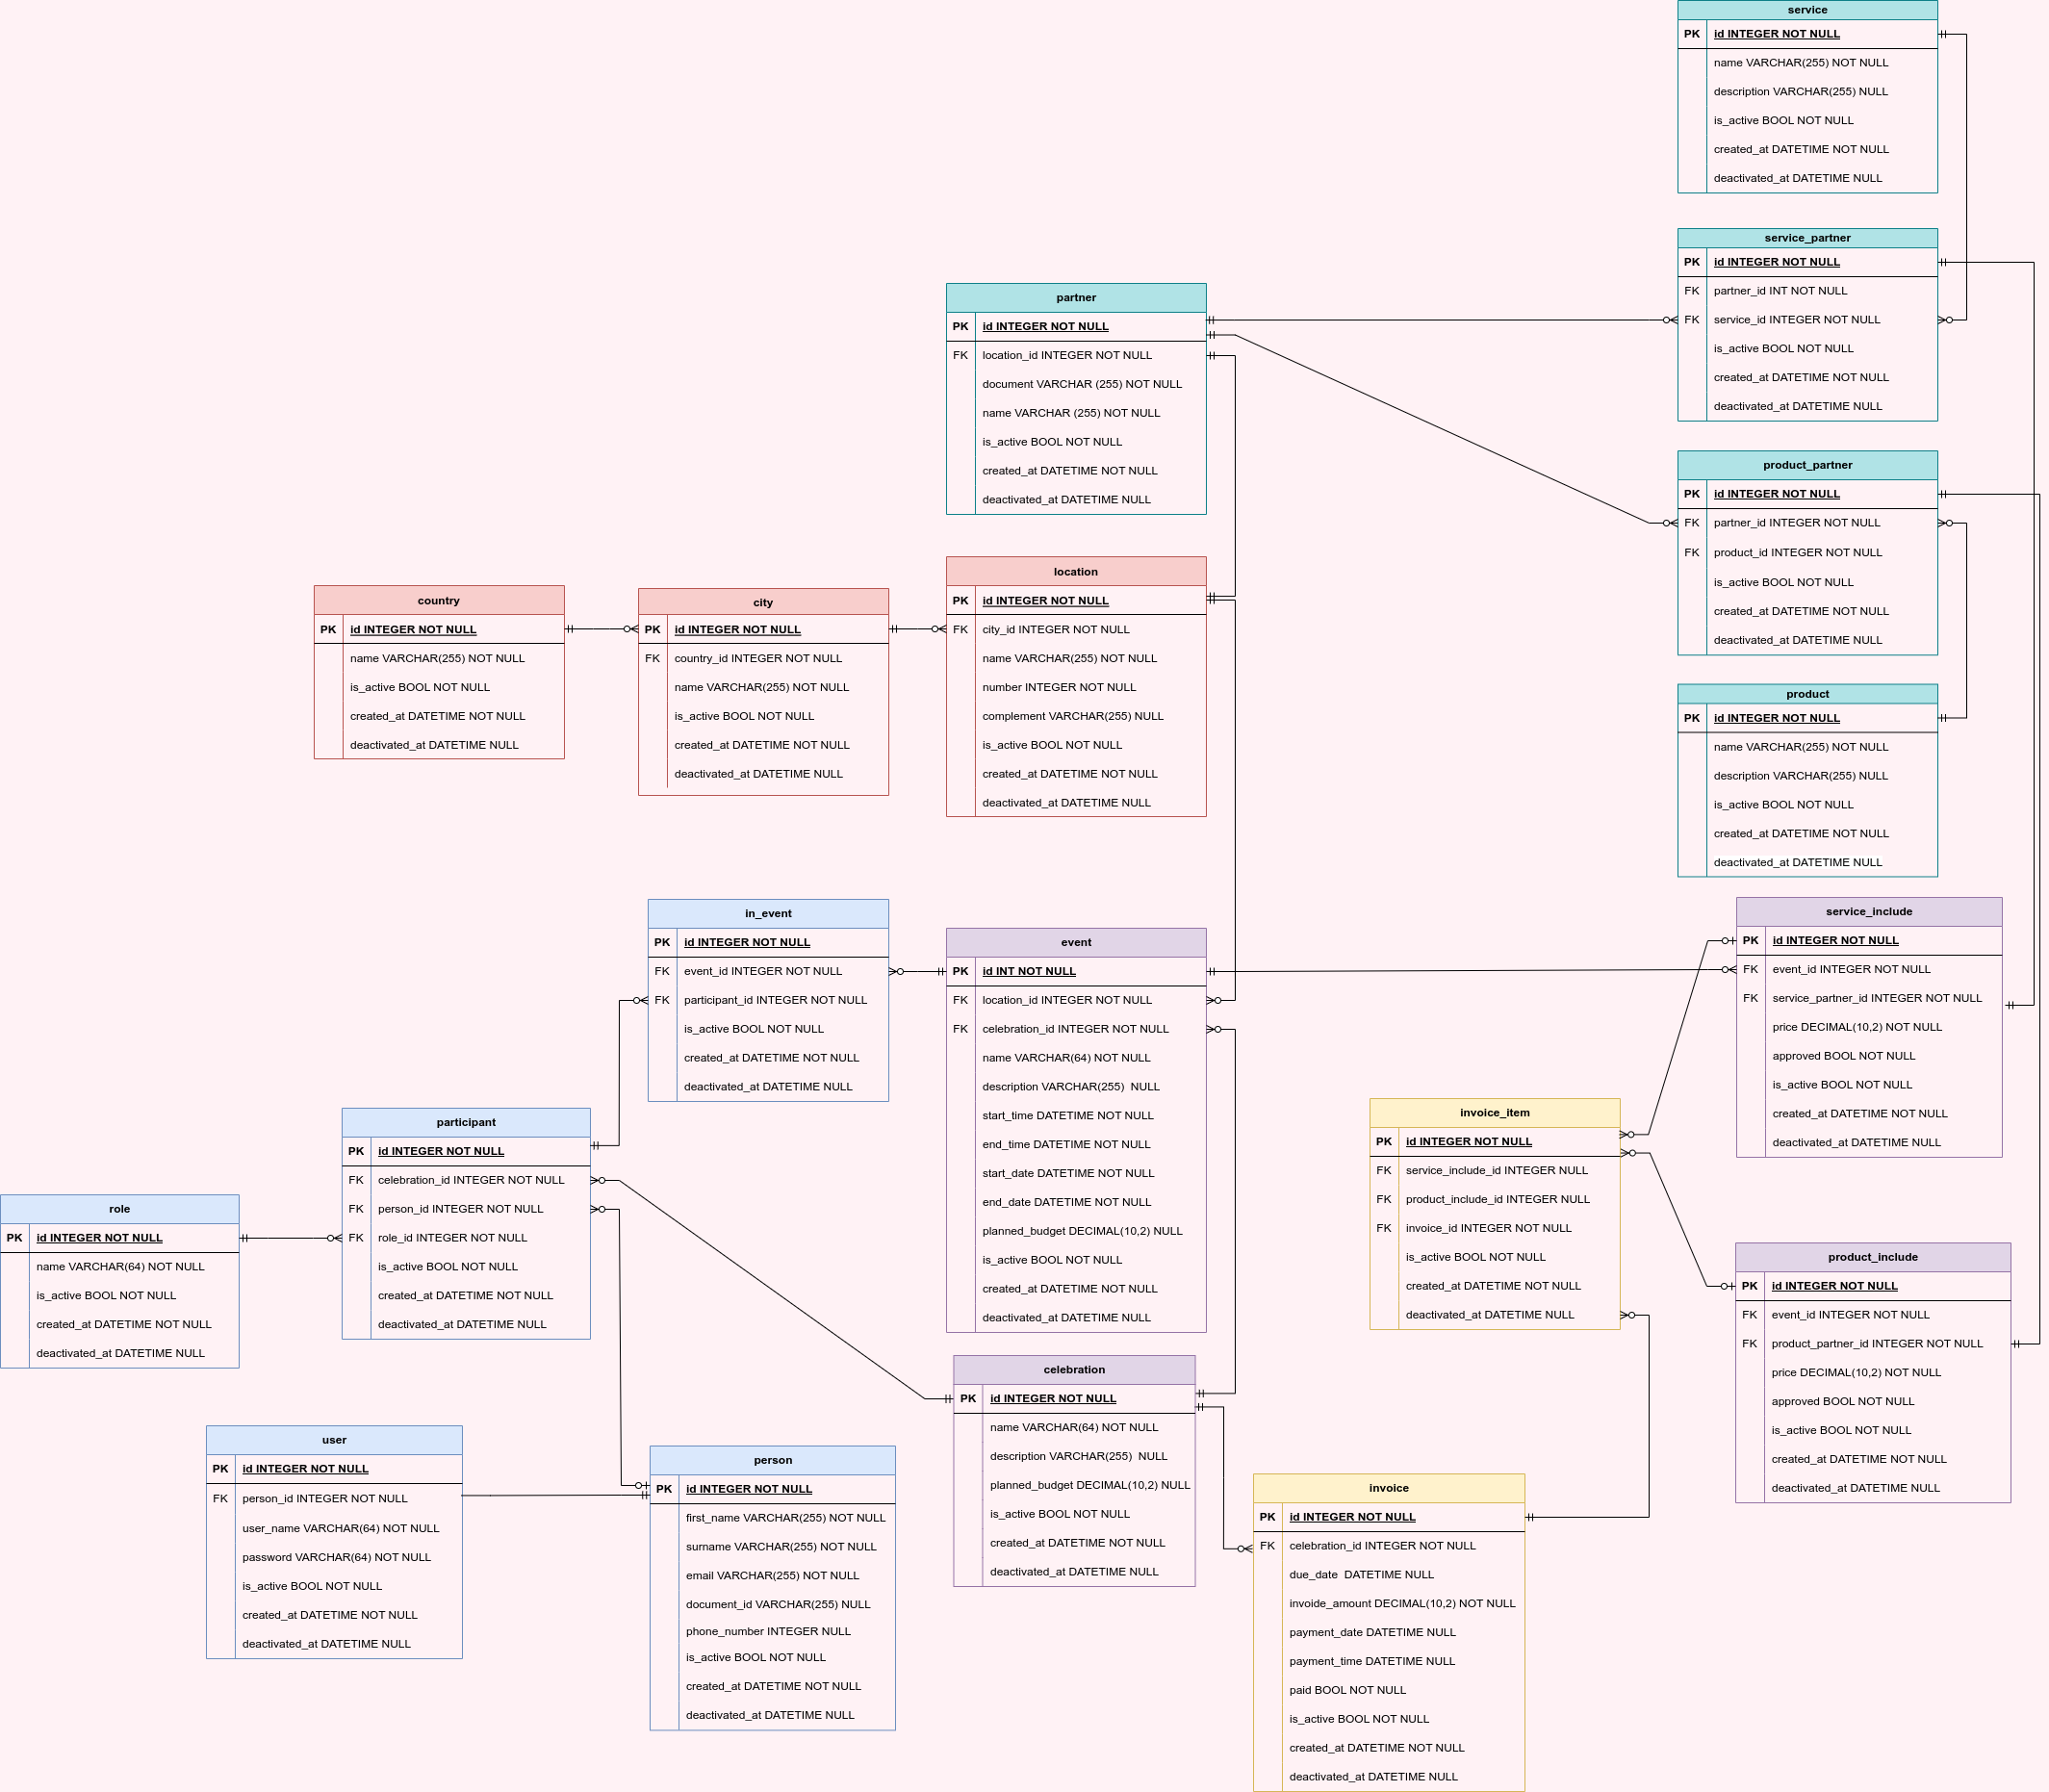 service
PK id INTEGER NOT NULL
name VARCHAR(255) NOT NULL
description VARCHAR(255) NULL
is_active BOOL NOT NULL
created_at DATETIME NOT NULL
deactivated_at DATETIME NULL
service_partner
PK id INTEGER NOT NULL
FK partner_id INT NOT NULL
FK service_id INTEGER NOT NULL
is_active BOOL NOT NULL
created_at DATETIME NOT NULL
deactivated_at DATETIME NULL
partner
PK id INTEGER NOT NULL
FK location_id INTEGER NOT NULL
document VARCHAR (255) NOT NULL
name VARCHAR (255) NOT NULL
is_active BOOL NOT NULL
created_at DATETIME NOT NULL
deactivated_at DATETIME NULL
product_partner
PK id INTEGER NOT NULL
FK partner_id INTEGER NOT NULL
FK product_id INTEGER NOT NULL
is_active BOOL NOT NULL
created_at DATETIME NOT NULL
deactivated_at DATETIME NULL
country
PK id INTEGER NOT NULL
name VARCHAR(255) NOT NULL
is_active BOOL NOT NULL
created_at DATETIME NOT NULL
deactivated_at DATETIME NULL
city
PK id INTEGER NOT NULL
FK country_id INTEGER NOT NULL
name VARCHAR(255) NOT NULL
is_active BOOL NOT NULL
created_at DATETIME NOT NULL
deactivated_at DATETIME NULL
location
PK id INTEGER NOT NULL
FK city_id INTEGER NOT NULL
name VARCHAR(255) NOT NULL
number INTEGER NOT NULL
complement VARCHAR(255) NULL
is_active BOOL NOT NULL
created_at DATETIME NOT NULL
deactivated_at DATETIME NULL
product
PK id INTEGER NOT NULL
name VARCHAR(255) NOT NULL
description VARCHAR(255) NULL
is_active BOOL NOT NULL
created_at DATETIME NOT NULL
deactivated_at DATETIME NULL
in_event
PK id INTEGER NOT NULL
FK event_id INTEGER NOT NULL
FK participant_id INTEGER NOT NULL
is_active BOOL NOT NULL
created_at DATETIME NOT NULL
deactivated_at DATETIME NULL
event
PK id INT NOT NULL
FK location_id INTEGER NOT NULL
FK celebration_id INTEGER NOT NULL
name VARCHAR(64) NOT NULL
description VARCHAR(255) NULL
start_time DATETIME NOT NULL
end_time DATETIME NOT NULL
start_date DATETIME NOT NULL
end_date DATETIME NOT NULL
planned_budget DECIMAL(10,2) NULL
is_active BOOL NOT NULL
created_at DATETIME NOT NULL
deactivated_at DATETIME NULL
service_include
PK id INTEGER NOT NULL
FK event_id INTEGER NOT NULL
FK service_partner_id INTEGER NOT NULL
price DECIMAL(10,2) NOT NULL
approved BOOL NOT NULL
is_active BOOL NOT NULL
created_at DATETIME NOT NULL
deactivated_at DATETIME NULL
participant
PK id INTEGER NOT NULL
FK celebration_id INTEGER NOT NULL
FK person_id INTEGER NOT NULL
FK role_id INTEGER NOT NULL
is_active BOOL NOT NULL
created_at DATETIME NOT NULL
deactivated_at DATETIME NULL
invoice_item
PK id INTEGER NOT NULL
FK service_include_id INTEGER NULL
FK product_include_id INTEGER NULL
FK invoice_id INTEGER NOT NULL
is_active BOOL NOT NULL
created_at DATETIME NOT NULL
deactivated_at DATETIME NULL
role
PK id INTEGER NOT NULL
name VARCHAR(64) NOT NULL
is_active BOOL NOT NULL
created_at DATETIME NOT NULL
deactivated_at DATETIME NULL
product_include
PK id INTEGER NOT NULL
FK event_id INTEGER NOT NULL
FK product_partner_id INTEGER NOT NULL
price DECIMAL(10,2) NOT NULL
approved BOOL NOT NULL
is_active BOOL NOT NULL
created_at DATETIME NOT NULL
deactivated_at DATETIME NULL
celebration
PK id INTEGER NOT NULL
name VARCHAR(64) NOT NULL
description VARCHAR(255) NULL
planned_budget DECIMAL(10,2) NULL
is_active BOOL NOT NULL
created_at DATETIME NOT NULL
deactivated_at DATETIME NULL
user
PK id INTEGER NOT NULL
FK person_id INTEGER NOT NULL
user_name VARCHAR(64) NOT NULL
password VARCHAR(64) NOT NULL
is_active BOOL NOT NULL
created_at DATETIME NOT NULL
deactivated_at DATETIME NULL
person
PK id INTEGER NOT NULL
first_name VARCHAR(255) NOT NULL
surname VARCHAR(255) NOT NULL
email VARCHAR(255) NOT NULL
document_id VARCHAR(255) NULL
phone_number INTEGER NULL
is_active BOOL NOT NULL
created_at DATETIME NOT NULL
deactivated_at DATETIME NULL
invoice
PK id INTEGER NOT NULL
FK celebration_id INTEGER NOT NULL
due_date DATETIME NULL
invoide_amount DECIMAL(10,2) NOT NULL
payment_date DATETIME NULL
payment_time DATETIME NULL
paid BOOL NOT NULL
is_active BOOL NOT NULL
created_at DATETIME NOT NULL
deactivated_at DATETIME NULL